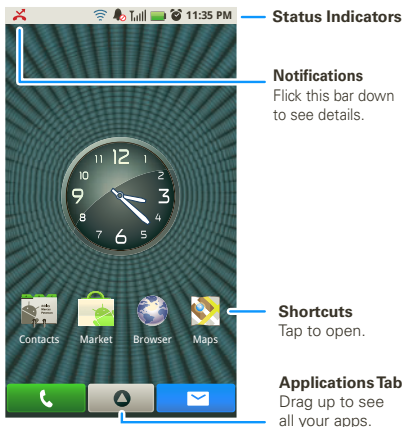 11:35 PM
Status Indicators
Notifications
Flick this bar down
to see details.
11 12 1
10 2
9 3
8 4
7 6 5
Contacts Market Browser Maps
Shortcuts
Tap to open.
Applications Tab
Drag up to see
all your apps.